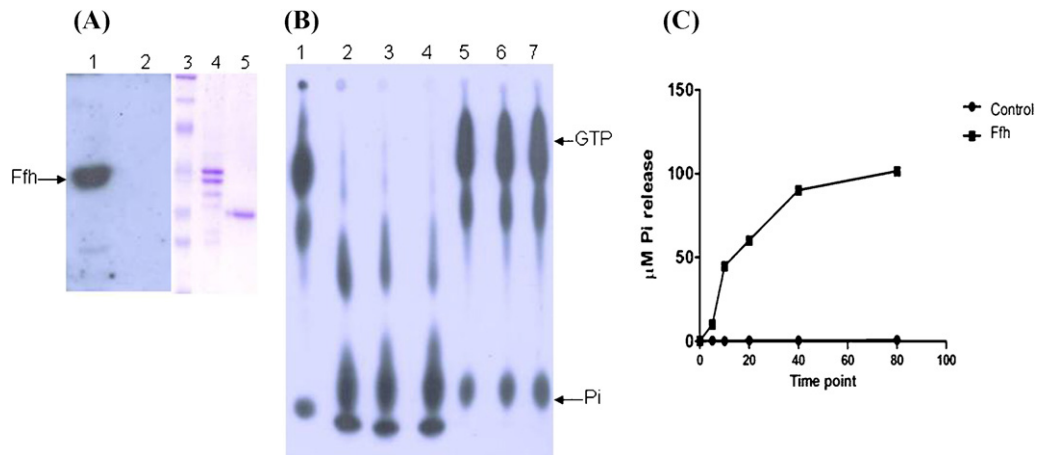 (A)
(B)
(C)
1 2 3 4 5
Ffh
1 2 3 4 5 6 7
GTP
Pi
150
100
50
0
μM Pi release
0 20 40 60 80 100
Time point
Control
Ffh